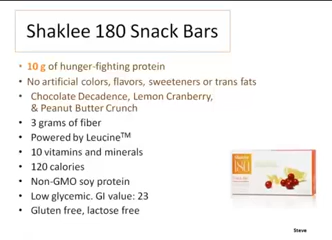 Shaklee 180 Snack Bars
10 g of hunger-fighting protein
No artificial colors, flavors, sweeteners or trans fats
Chocolate Decadence, Lemon Cranberry,
& Peanut Butter Crunch
3 grams of fiber
Powered by Leucine™
10 vitamins and minerals
120 calories
Non-GMO soy protein
Low glycemic. GI value: 23
Gluten free, lactose free
180
Steve